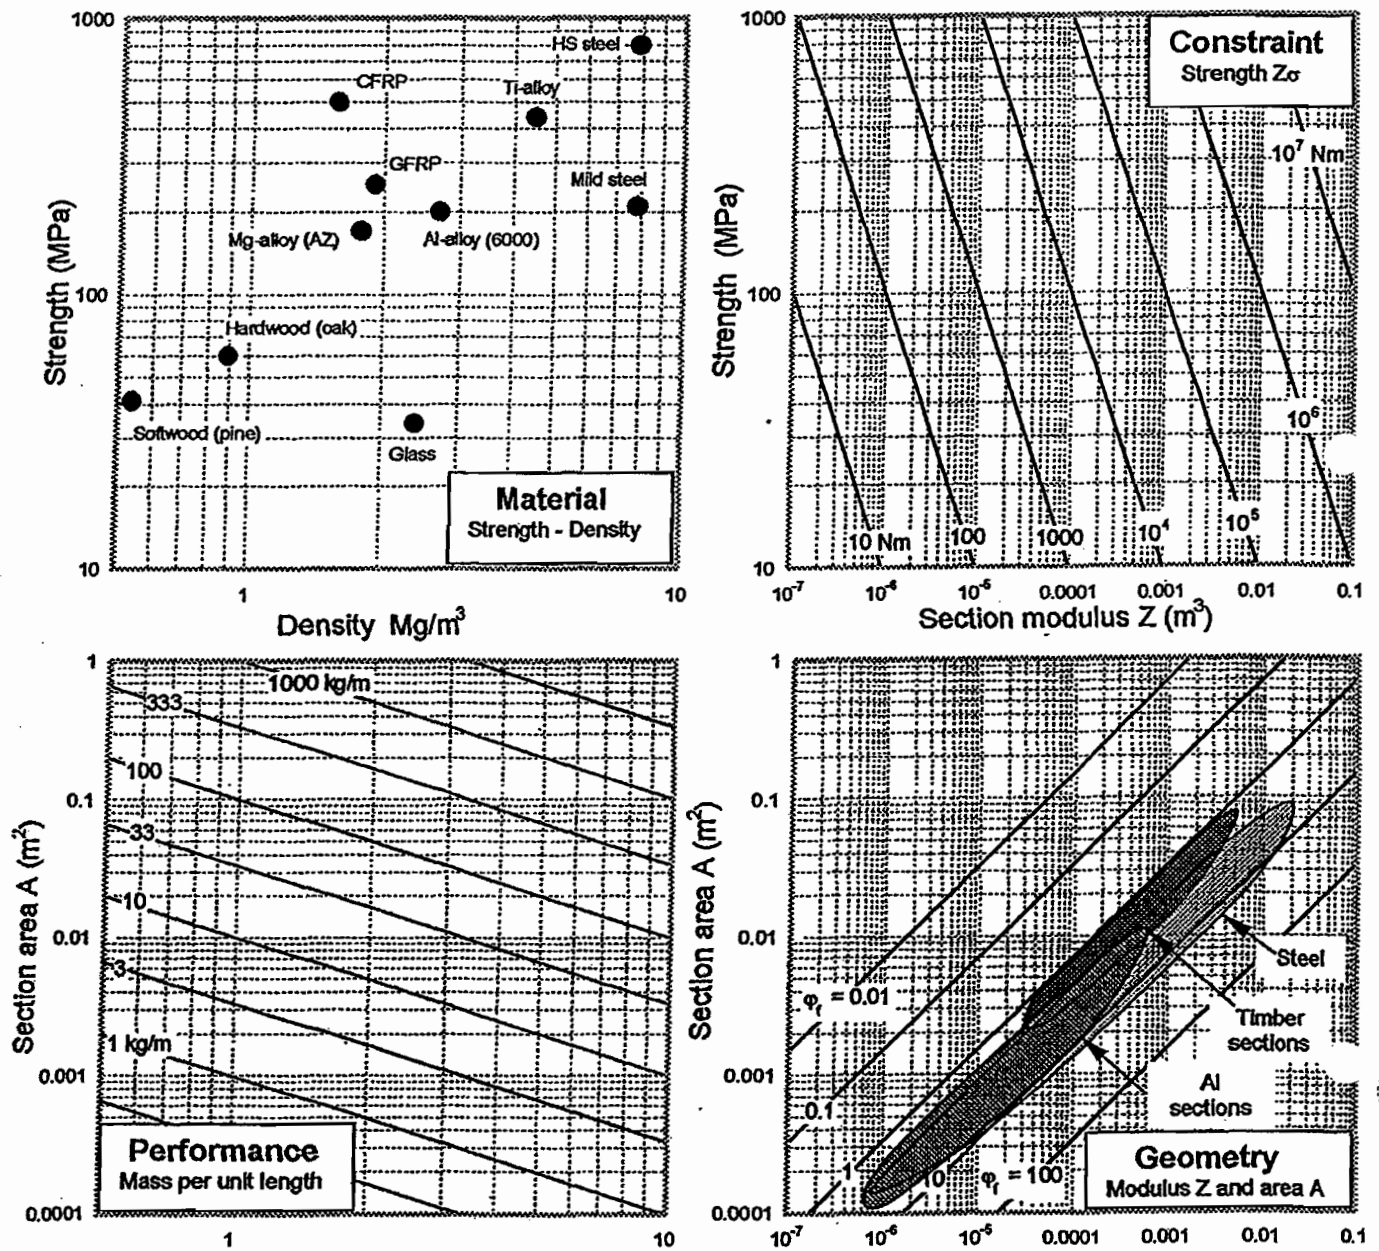 1000
100
10
Strength (MPa)
HS steel
CFRP
Ti-alloy
GFRP
Mild steel
Mg-alloy (AZ)
Al-alloy (6000)
Hardwood (oak)
Softwood (pine)
Glass
Material
Strength - Density
1
10
Density Mg/m³
1000
100
10
Strength (MPa)
Constraint
Strength Zσ
10⁷ Nm
10⁶
10⁵
10⁴
1000
100
10 Nm
10⁻⁷
10⁻⁶
10⁻⁵
0.0001
0.001
0.01
0.1
Section modulus Z (m³)
1
0.1
0.01
0.001
0.0001
Section area A (m²)
1000 kg/m
333
100
33
10
3
1 kg/m
Performance
Mass per unit length
1
10
1
0.1
0.01
0.001
0.0001
Section area A (m²)
φf = 0.01
0.1
1
10
φf = 100
Steel
Timber
sections
Al
sections
Geometry
Modulus Z and area A
10⁻⁷
10⁻⁶
10⁻⁵
0.0001
0.001
0.01
0.1